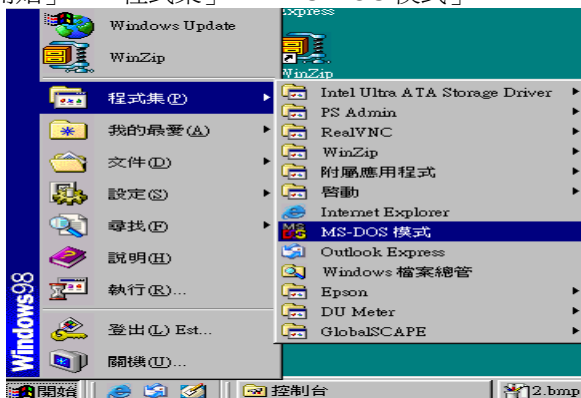 Express
Windows Update
WinZip
WinZip
程式集(P)
我的最愛(A)
文件(D)
設定(S)
尋找(F)
說明(H)
執行(R)...
登出(L) Est...
關機(U)...
Windows98
Intel Ultra ATA Storage Driver
PS Admin
RealVNC
WinZip
附屬應用程式
啟動
Internet Explorer
MS-DOS 模式
Outlook Express
Windows 檔案總管
Epson
DU Meter
GlobalSCAPE
開始
控制台
2.bmp